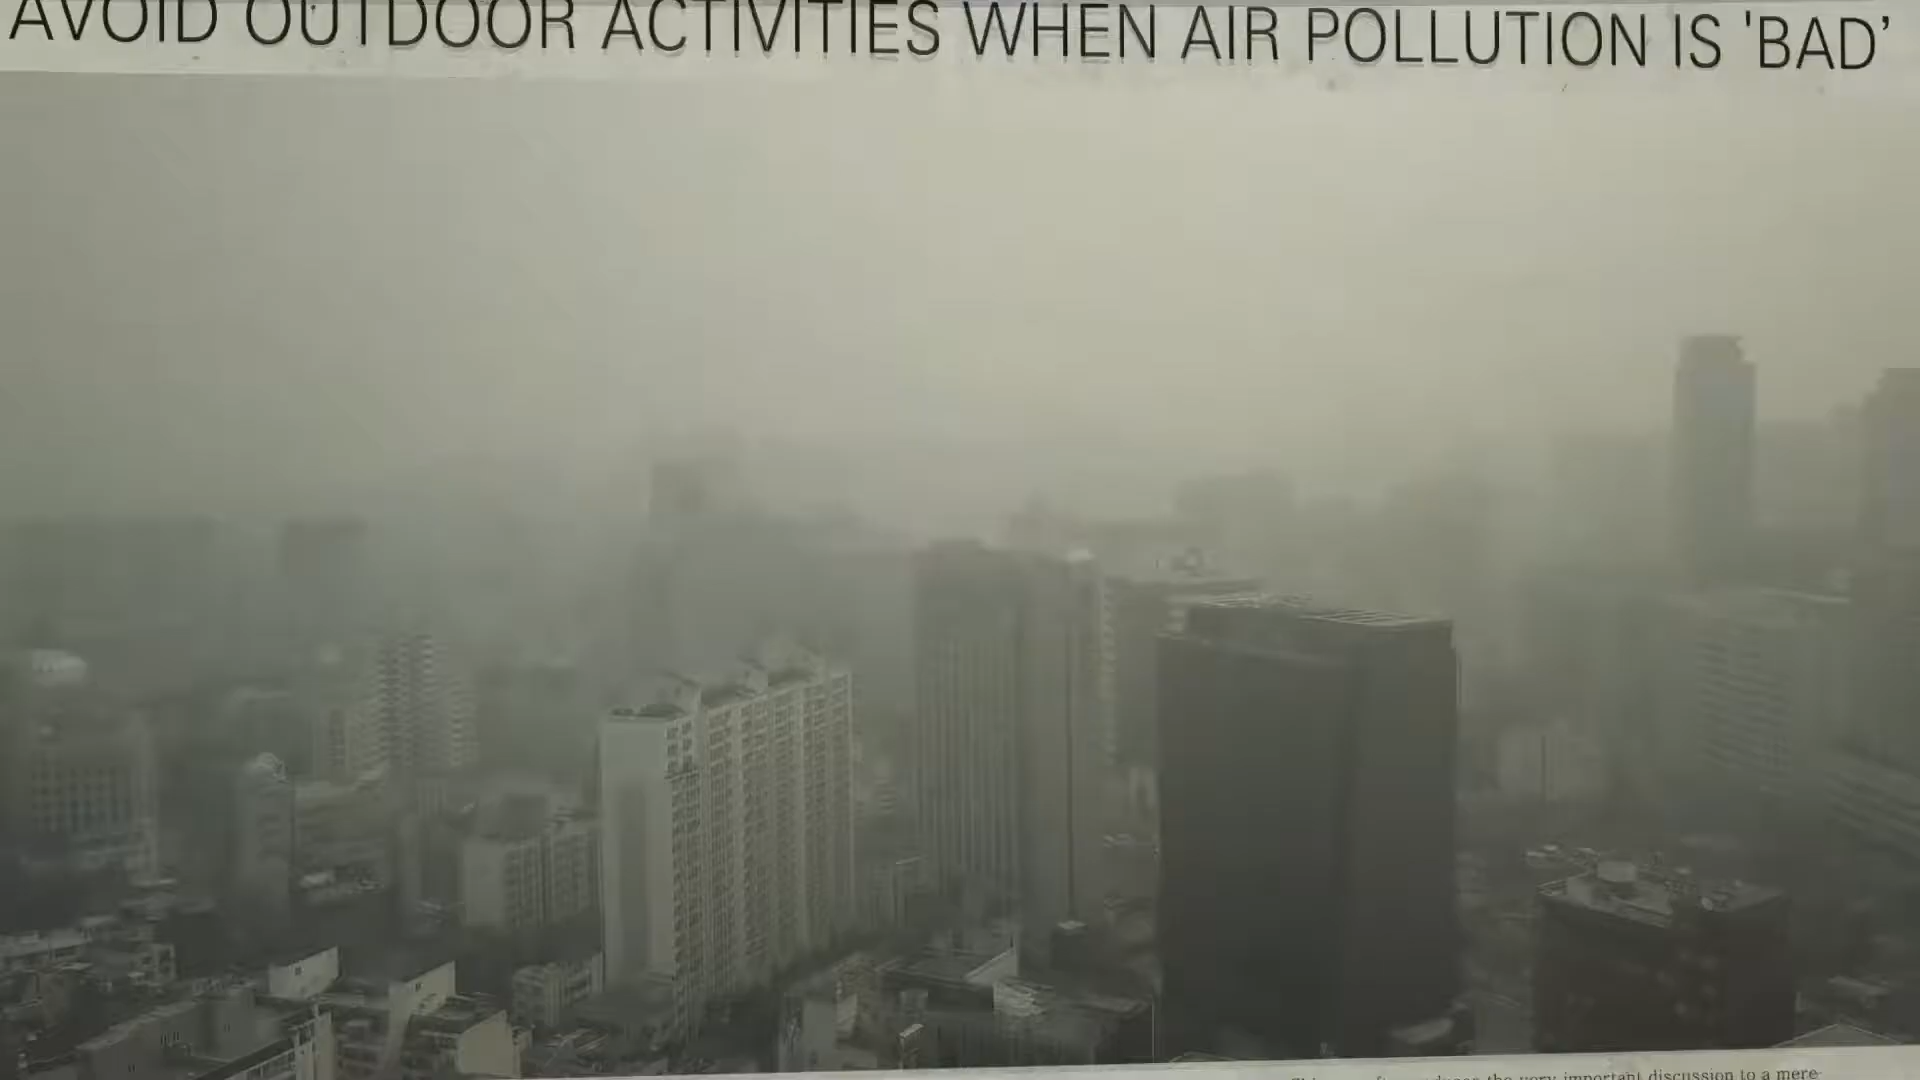 AVOID OUTDOOR ACTIVITIES WHEN AIR POLLUTION IS 'BAD'
the very important discussion to a mere-